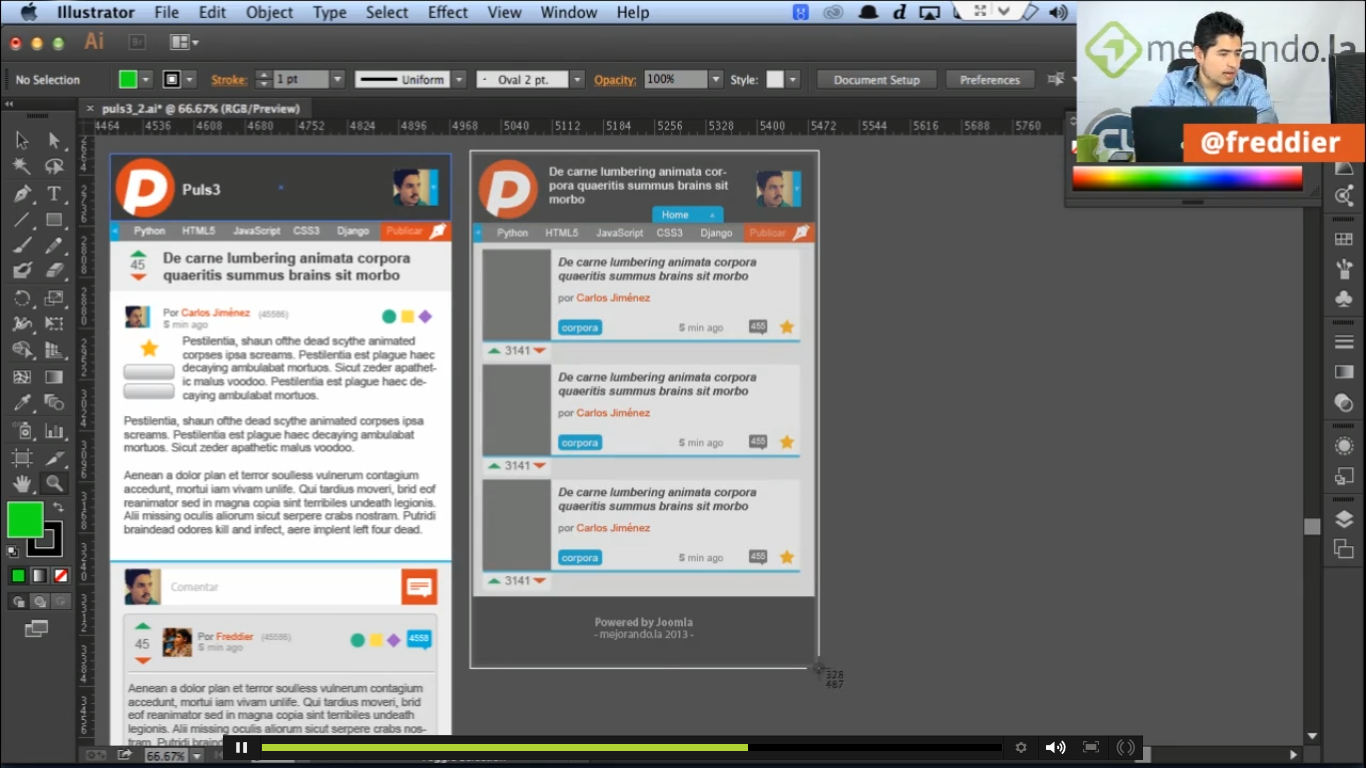 Illustrator File Edit Object Type Select Effect View Window Help
mejorando.la
@freddier
Ai Br
No Selection Stroke: 1 pt Uniform Oval 2 pt. Opacity: 100% Style: Document Setup Preferences
puls3_2.ai* @ 66.67% (RGB/Preview)
4464 4536 4608 4680 4752 4824 4896 4968 5040 5112 5184 5256 5328 5400 5472 5544 5616 5688 5760
Puls3
Python HTML5 JavaScript CSS3 Django Publicar
45
De carne lumbering animata corpora
quaeritis summus brains sit morbo
Por Carlos Jiménez (45586)
5 min ago
Pestilentia, shaun ofthe dead scythe animated
corpses ipsa screams. Pestilentia est plague haec
decaying ambulabat mortuos. Sicut zeder apathet-
ic malus voodoo. Pestilentia est plague haec de-
caying ambulabat mortuos.
Pestilentia, shaun ofthe dead scythe animated corpses ipsa
screams. Pestilentia est plague haec decaying ambulabat
mortuos. Sicut zeder apathetic malus voodoo.
Aenean a dolor plan et terror soulless vulnerum contagium
accedunt, mortui iam vivam unlife. Qui tardius moveri, brid eof
reanimator sed in magna copia sint terribiles undeath legionis.
Alii missing oculis aliorum sicut serpere crabs nostram. Putridi
braindead odores kill and infect, aere implent left four dead.
Comentar
45
Por Freddier (45586)
5 min ago
4558
Aenean a dolor plan et terror soulless vulnerum contagium
accedunt, mortui iam vivam unlife. Qui tardius moveri, brid
eof reanimator sed in magna copia sint terribiles undeath
legionis. Alii missing oculis aliorum sicut serpere crabs nos-
De carne lumbering animata cor-
pora quaeritis summus brains sit
morbo
Home
Python HTML5 JavaScript CSS3 Django Publicar
De carne lumbering animata corpora
quaeritis summus brains sit morbo
por Carlos Jiménez
corpora 5 min ago 455
3141
De carne lumbering animata corpora
quaeritis summus brains sit morbo
por Carlos Jiménez
corpora 5 min ago 455
3141
De carne lumbering animata corpora
quaeritis summus brains sit morbo
por Carlos Jiménez
corpora 5 min ago 455
3141
Powered by Joomla
- mejorando.la 2013 -
328
487
66.67%